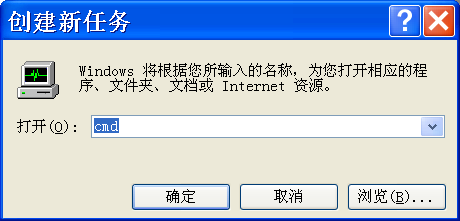 创建新任务
Windows 将根据您所输入的名称，为您打开相应的程
序、文件夹、文档或 Internet 资源。
打开(O): cmd
确定 取消 浏览(B)...